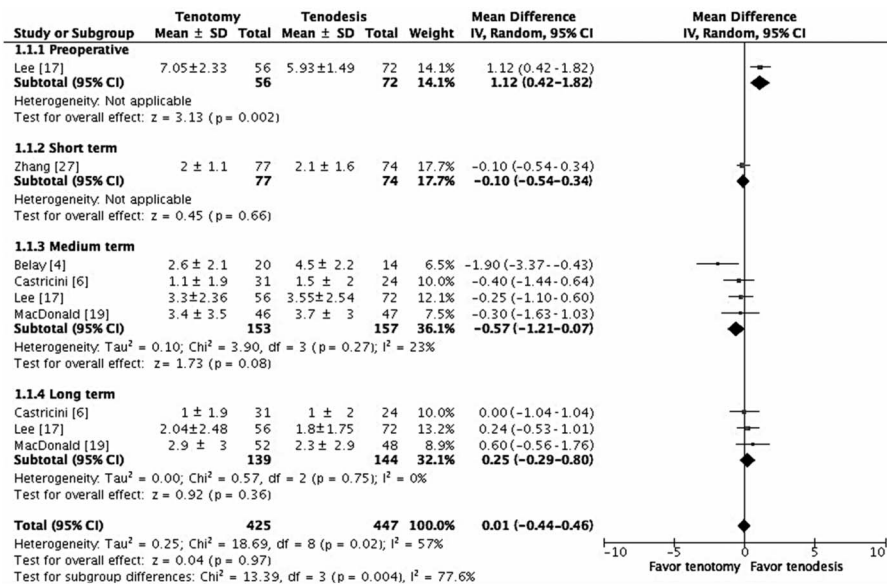 Tenotomy Tenodesis Mean Difference Mean Difference
Study or Subgroup Mean ± SD Total Mean ± SD Total Weight IV, Random, 95% CI IV, Random, 95% CI
1.1.1 Preoperative
Lee [17] 7.05±2.33 56 5.93±1.49 72 14.1% 1.12 (0.42-1.82)
Subtotal (95% CI) 56 72 14.1% 1.12 (0.42-1.82)
Heterogeneity: Not applicable
Test for overall effect: z = 3.13 (p = 0.002)
1.1.2 Short term
Zhang [27] 2 ± 1.1 77 2.1 ± 1.6 74 17.7% -0.10 (-0.54-0.34)
Subtotal (95% CI) 77 74 17.7% -0.10 (-0.54-0.34)
Heterogeneity: Not applicable
Test for overall effect: z = 0.45 (p = 0.66)
1.1.3 Medium term
Belay [4] 2.6 ± 2.1 20 4.5 ± 2.2 14 6.5% -1.90 (-3.37--0.43)
Castricini [6] 1.1 ± 1.9 31 1.5 ± 2 24 10.0% -0.40 (-1.44-0.64)
Lee [17] 3.3±2.36 56 3.55±2.54 72 12.1% -0.25 (-1.10-0.60)
MacDonald [19] 3.4 ± 3.5 46 3.7 ± 3 47 7.5% -0.30 (-1.63-1.03)
Subtotal (95% CI) 153 157 36.1% -0.57 (-1.21-0.07)
Heterogeneity: Tau² = 0.10; Chi² = 3.90, df = 3 (p = 0.27); I² = 23%
Test for overall effect: z= 1.73 (p = 0.08)
1.1.4 Long term
Castricini [6] 1 ± 1.9 31 1 ± 2 24 10.0% 0.00 (-1.04-1.04)
Lee [17] 2.04±2.48 56 1.8±1.75 72 13.2% 0.24 (-0.53-1.01)
MacDonald [19] 2.9 ± 3 52 2.3 ± 2.9 48 8.9% 0.60 (-0.56-1.76)
Subtotal (95% CI) 139 144 32.1% 0.25 (-0.29-0.80)
Heterogeneity: Tau² = 0.00; Chi² = 0.57, df = 2 (p = 0.75); I² = 0%
Test for overall effect: z = 0.92 (p = 0.36)
Total (95% CI) 425 447 100.0% 0.01 (-0.44-0.46)
Heterogeneity: Tau² = 0.25; Chi² = 18.69, df = 8 (p = 0.02); I² = 57%
Test for overall effect: z = 0.04 (p = 0.97)
Test for subgroup differences: Chi² = 13.39, df = 3 (p = 0.004), I² = 77.6%
-10 -5 0 5 10
Favor tenotomy Favor tenodesis